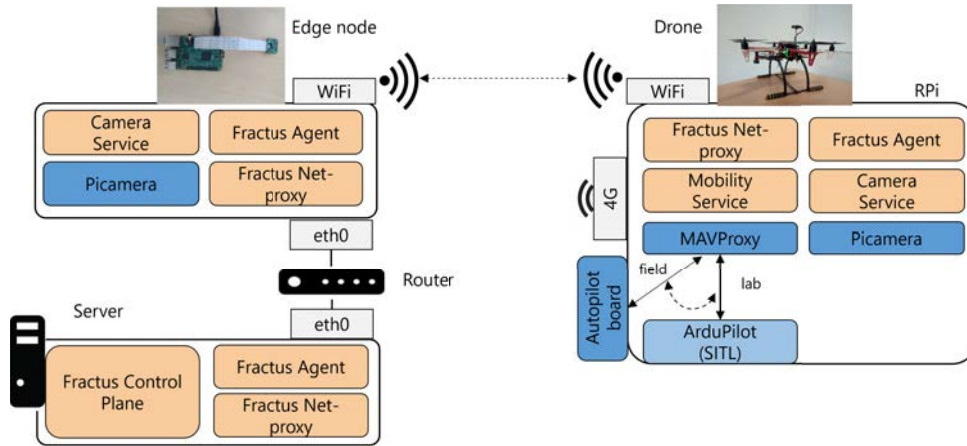 Edge node
WiFi
Camera
Service
Fractus Agent
Picamera
Fractus Net-
proxy
eth0
Router
eth0
Server
Fractus Control
Plane
Fractus Agent
Fractus Net-
proxy
Drone
WiFi
RPi
Fractus Net-
proxy
Fractus Agent
4G
Mobility
Service
Camera
Service
MAVProxy
Picamera
Autopilot
board
field
lab
ArduPilot
(SITL)